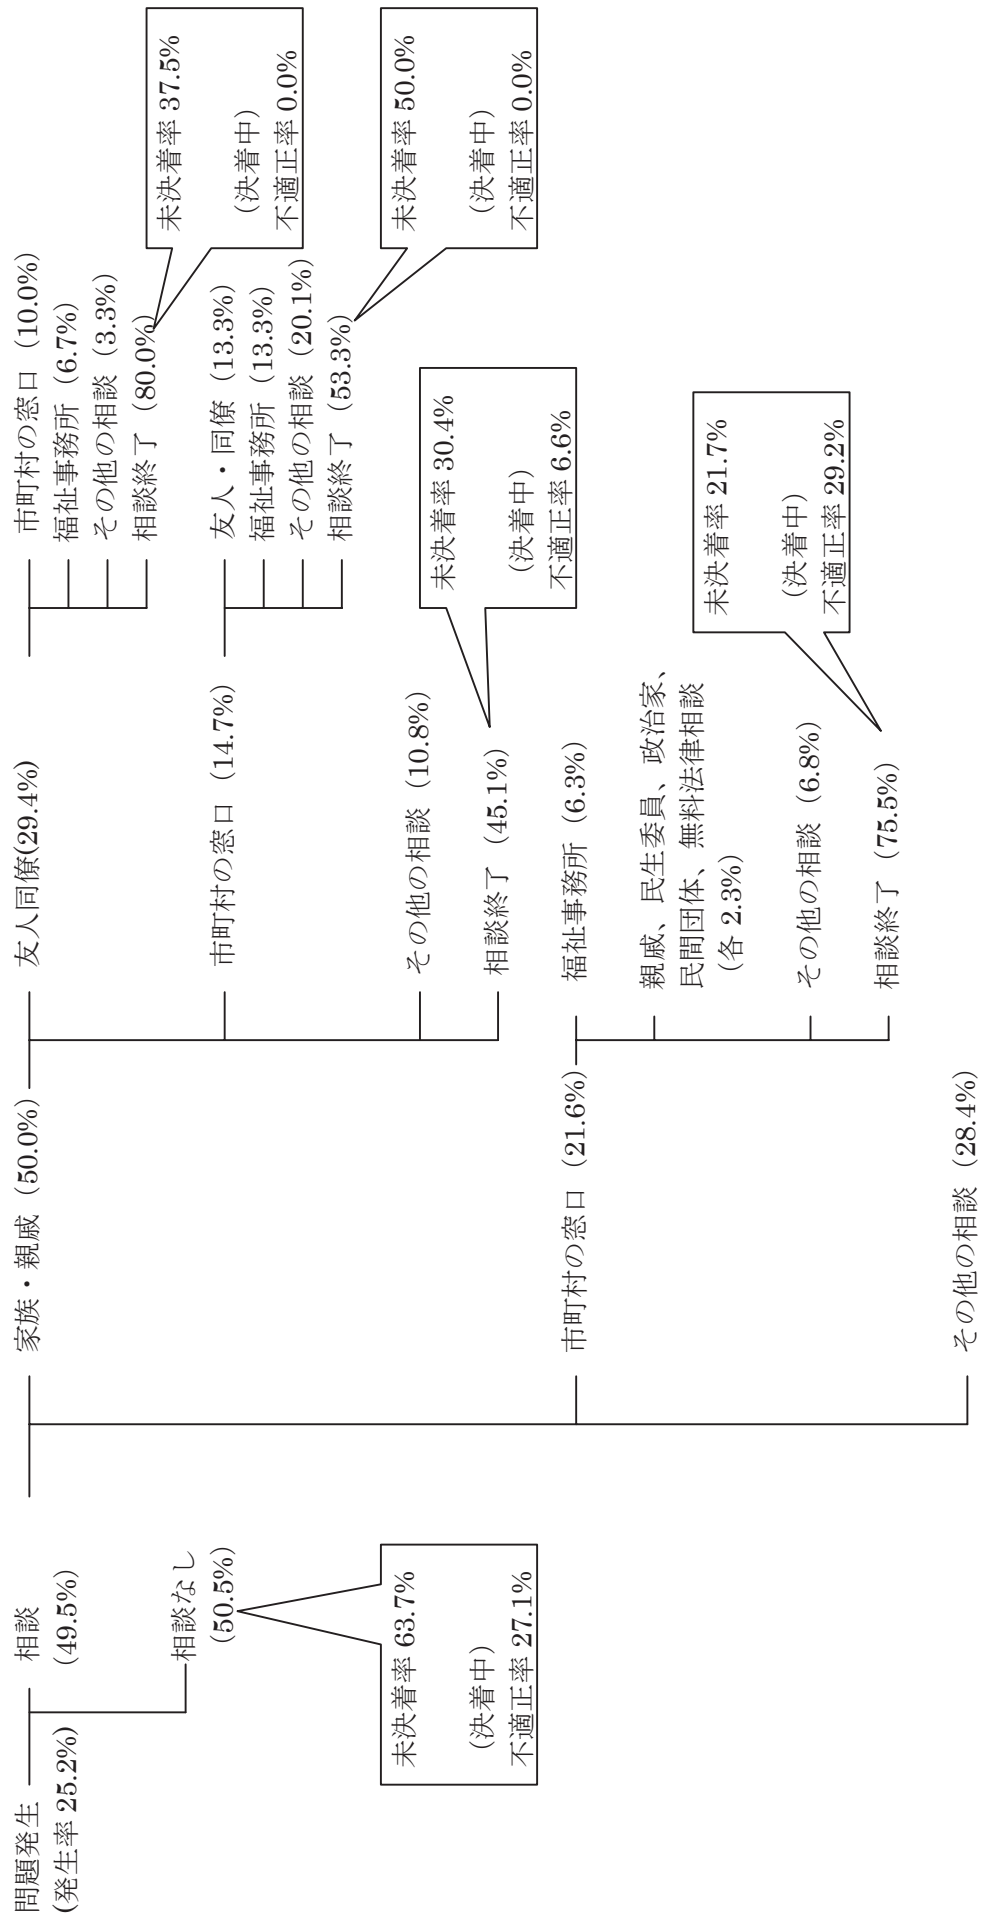 問題発生
(発生率 25.2%)
相談
(49.5%)
相談なし
(50.5%)
未決着率 63.7%
（決着中）
不適正率 27.1%
家族・親戚（50.0%）
市町村の窓口（21.6%）
その他の相談（28.4%）
友人同僚(29.4%)
市町村の窓口（14.7%）
その他の相談（10.8%）
相談終了（45.1%）
未決着率 30.4%
（決着中）
不適正率 6.6%
福祉事務所（6.3%）
親戚、民生委員、政治家、
民間団体、無料法律相談
（各 2.3%）
その他の相談（6.8%）
相談終了（75.5%）
未決着率 21.7%
（決着中）
不適正率 29.2%
市町村の窓口（10.0%）
福祉事務所（6.7%）
その他の相談（3.3%）
相談終了（80.0%）
未決着率 37.5%
（決着中）
不適正率 0.0%
友人・同僚（13.3%）
福祉事務所（13.3%）
その他の相談（20.1%）
相談終了（53.3%）
未決着率 50.0%
（決着中）
不適正率 0.0%